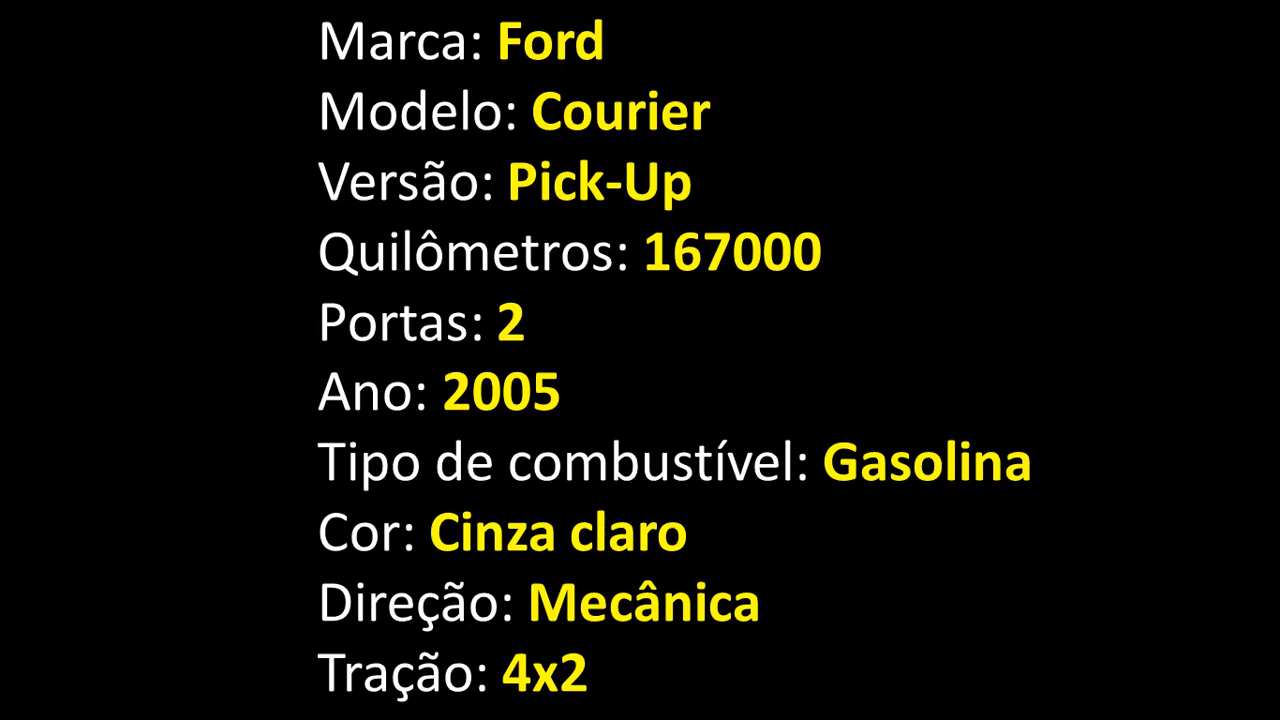 Marca: Ford
Modelo: Courier
Versão: Pick-Up
Quilômetros: 167000
Portas: 2
Ano: 2005
Tipo de combustível: Gasolina
Cor: Cinza claro
Direção: Mecânica
Tração: 4x2